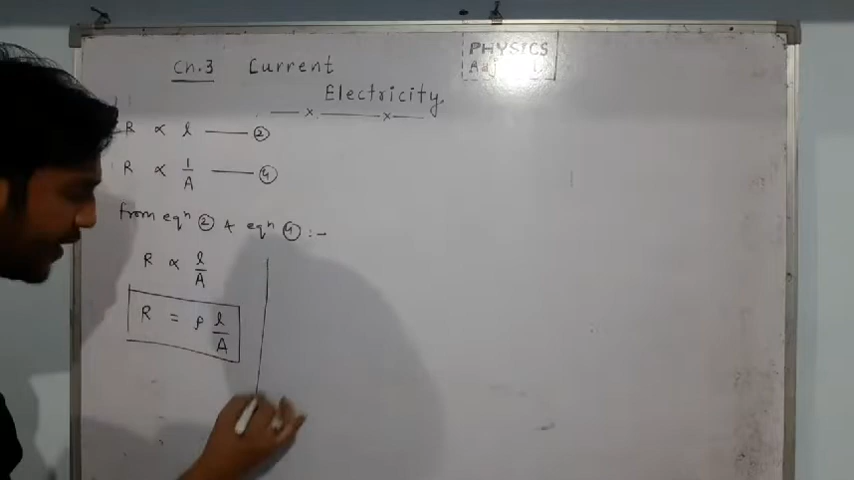 PHYSICS
Ch.3 Current
Electricity
R ∝ l —— ②
R ∝ 1/A —— ④
from eqⁿ ② & eqⁿ ④ :-
R ∝ l/A
R = ρ l/A